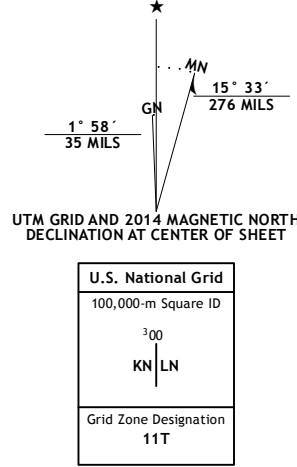 ★
MN
GN
15° 33´
276 MILS
1° 58´
35 MILS
UTM GRID AND 2014 MAGNETIC NORTH
DECLINATION AT CENTER OF SHEET
U.S. National Grid
100,000-m Square ID
³00
KN LN
Grid Zone Designation
11T